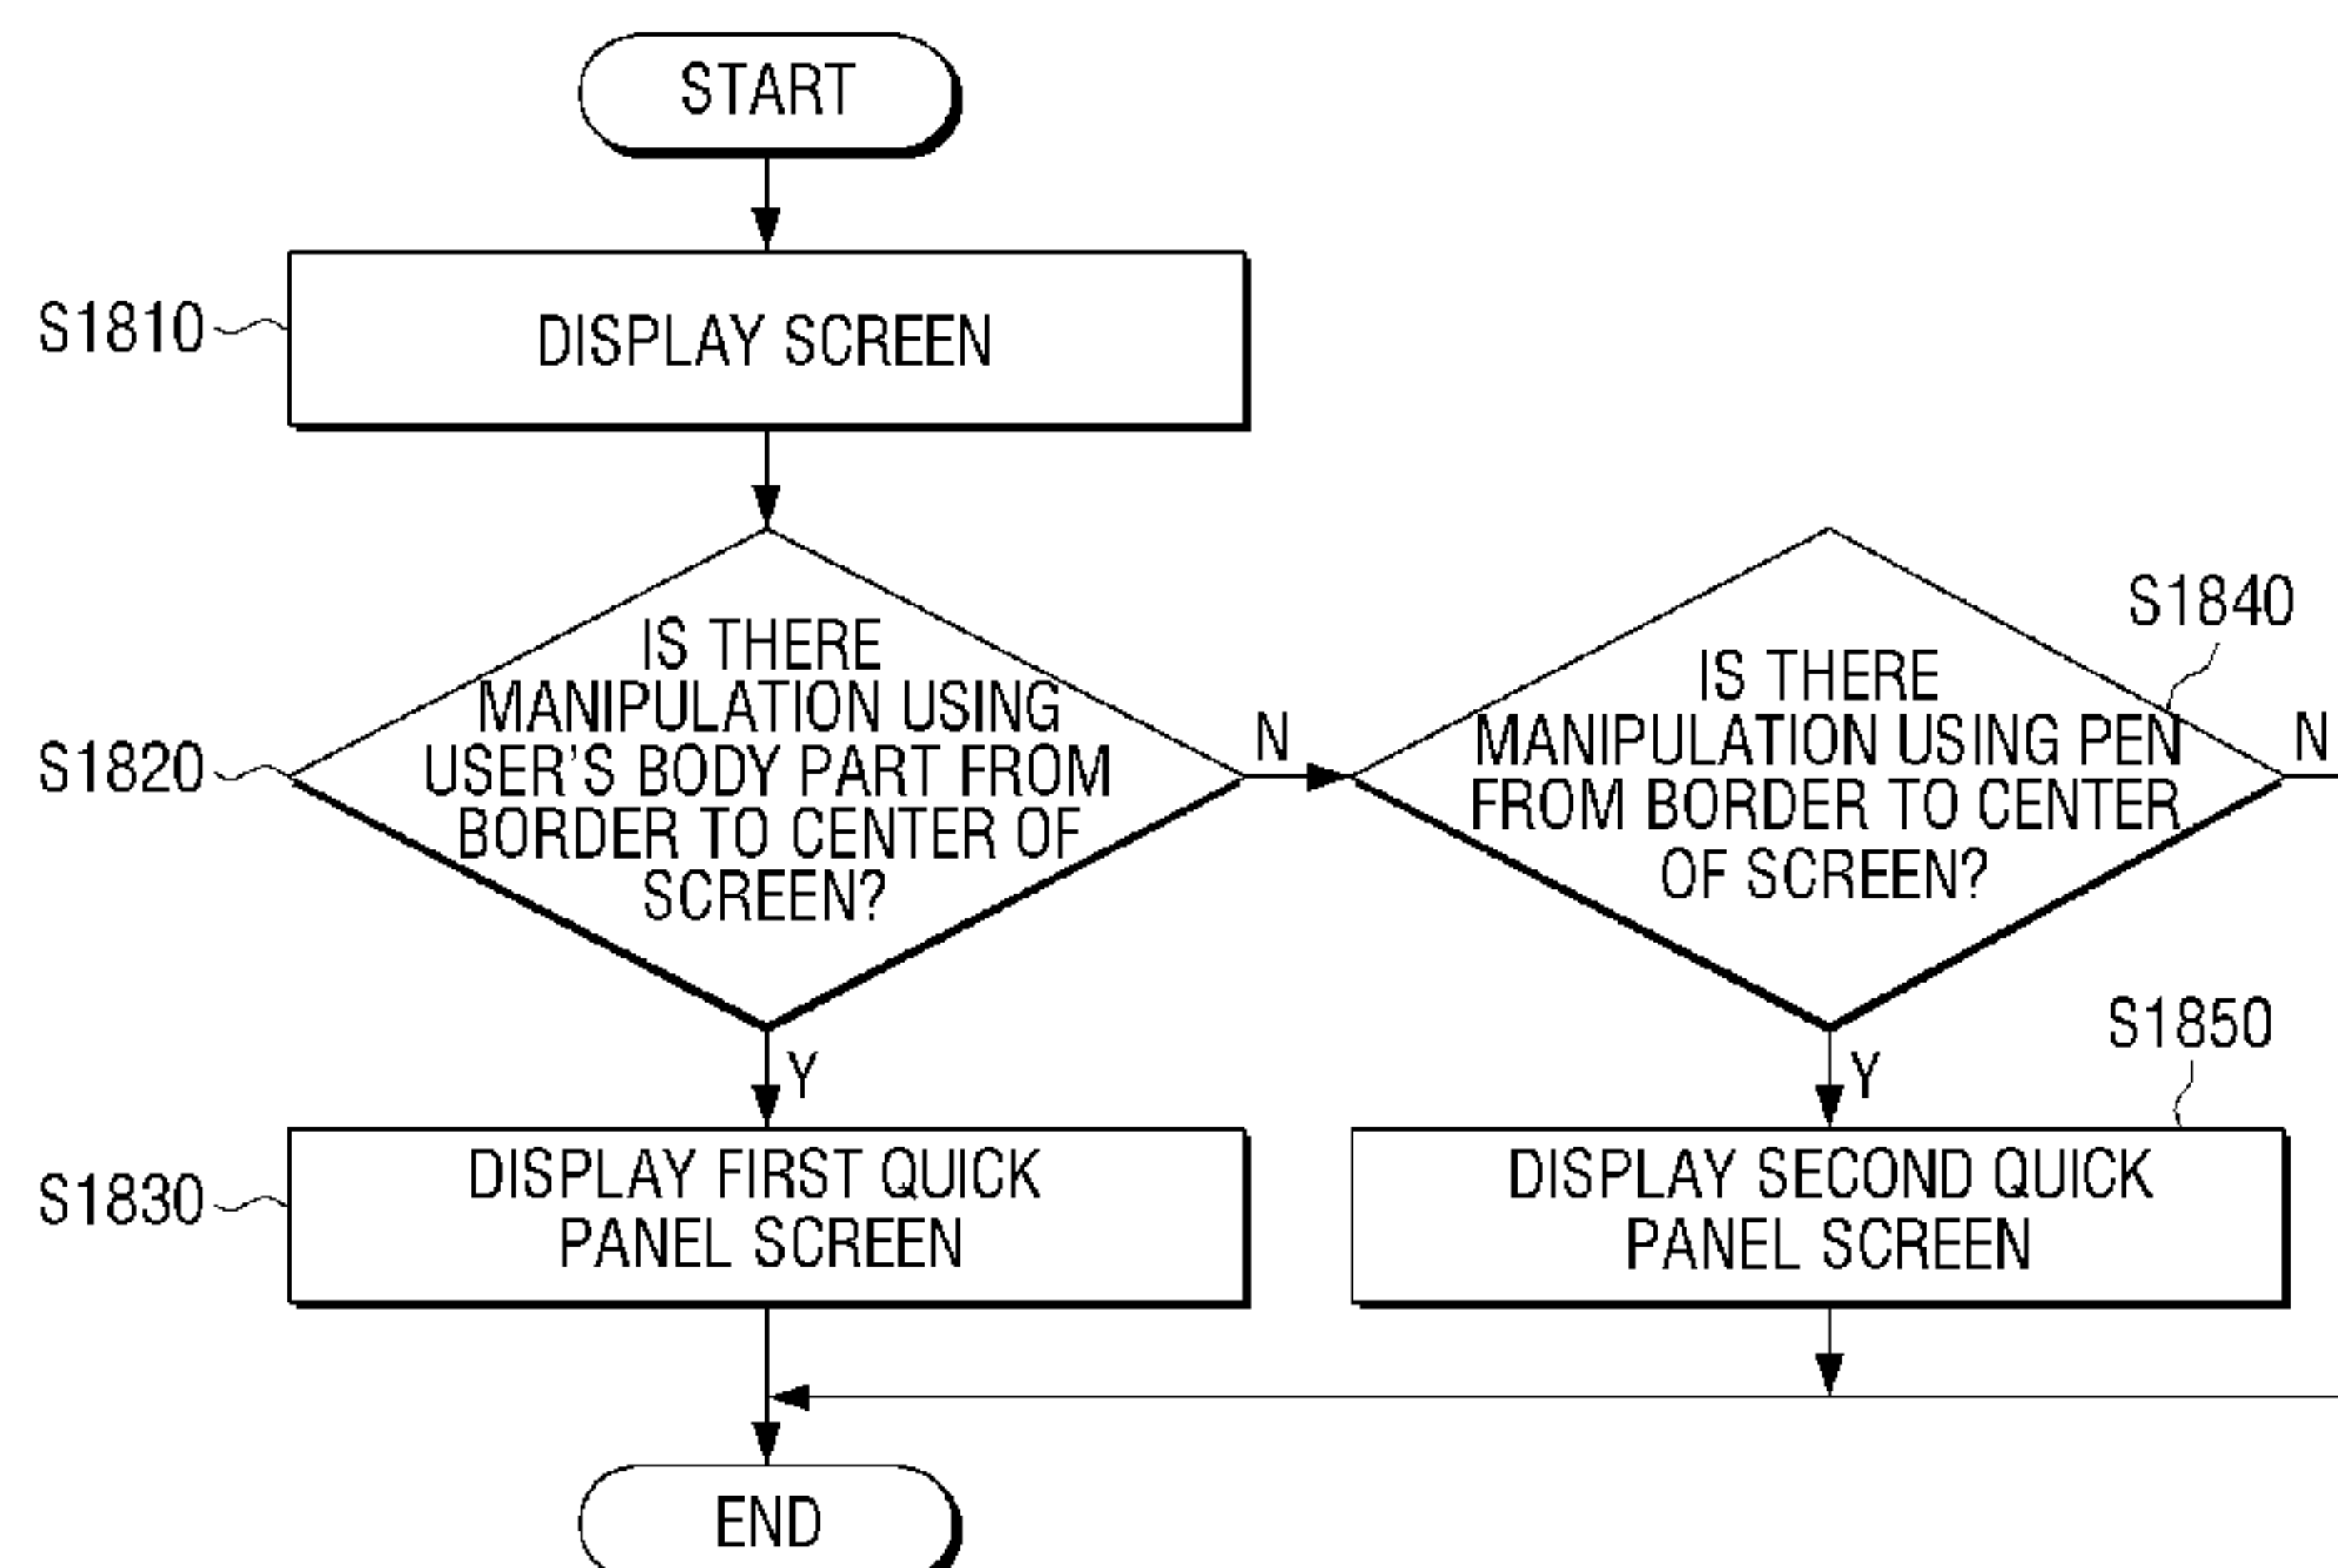 START
S1810
DISPLAY SCREEN
S1820
IS THERE
MANIPULATION USING
USER'S BODY PART FROM
BORDER TO CENTER OF
SCREEN?
N
S1840
IS THERE
MANIPULATION USING PEN
FROM BORDER TO CENTER
OF SCREEN?
N
Y
Y
S1830
DISPLAY FIRST QUICK
PANEL SCREEN
S1850
DISPLAY SECOND QUICK
PANEL SCREEN
END